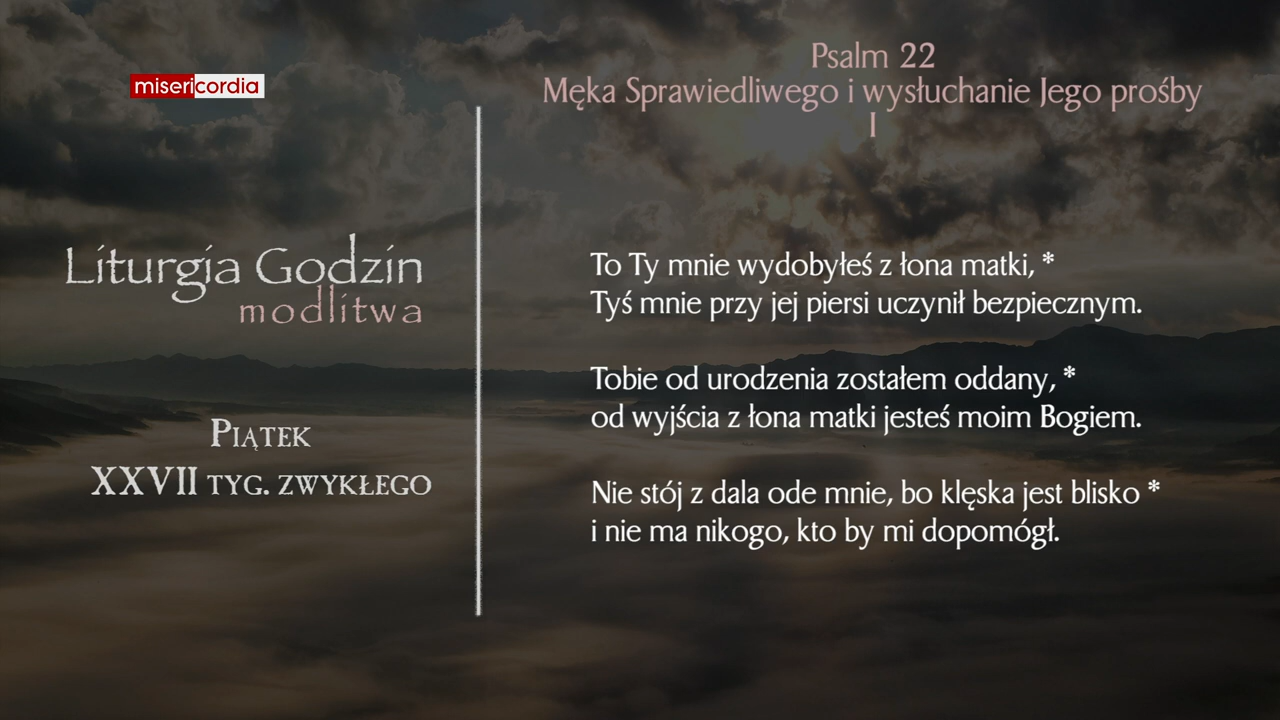 misericordia
Liturgia Godzin
modlitwa
Piątek
XXVII tyg. zwykłego
Psalm 22
Męka Sprawiedliwego i wysłuchanie Jego prośby
I
To Ty mnie wydobyłeś z łona matki, *
Tyś mnie przy jej piersi uczynił bezpiecznym.
Tobie od urodzenia zostałem oddany, *
od wyjścia z łona matki jesteś moim Bogiem.
Nie stój z dala ode mnie, bo klęska jest blisko *
i nie ma nikogo, kto by mi dopomógł.